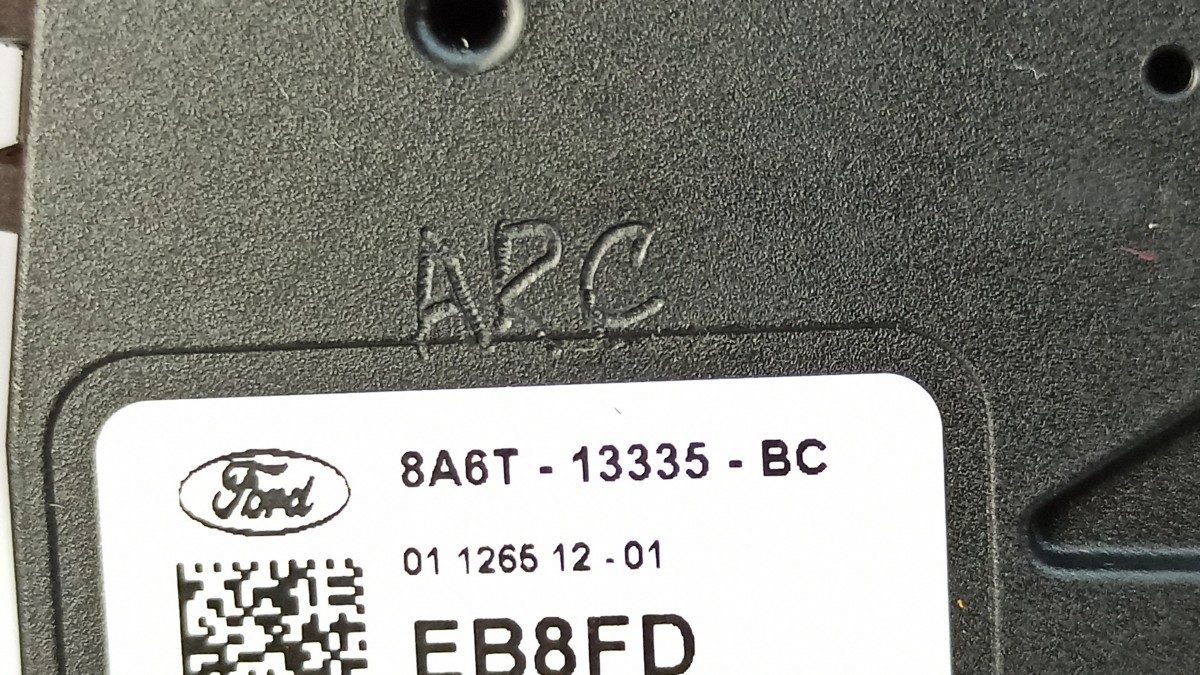 ARC
Ford
8A6T - 13335 - BC
01 1265 12 - 01
EB8FD